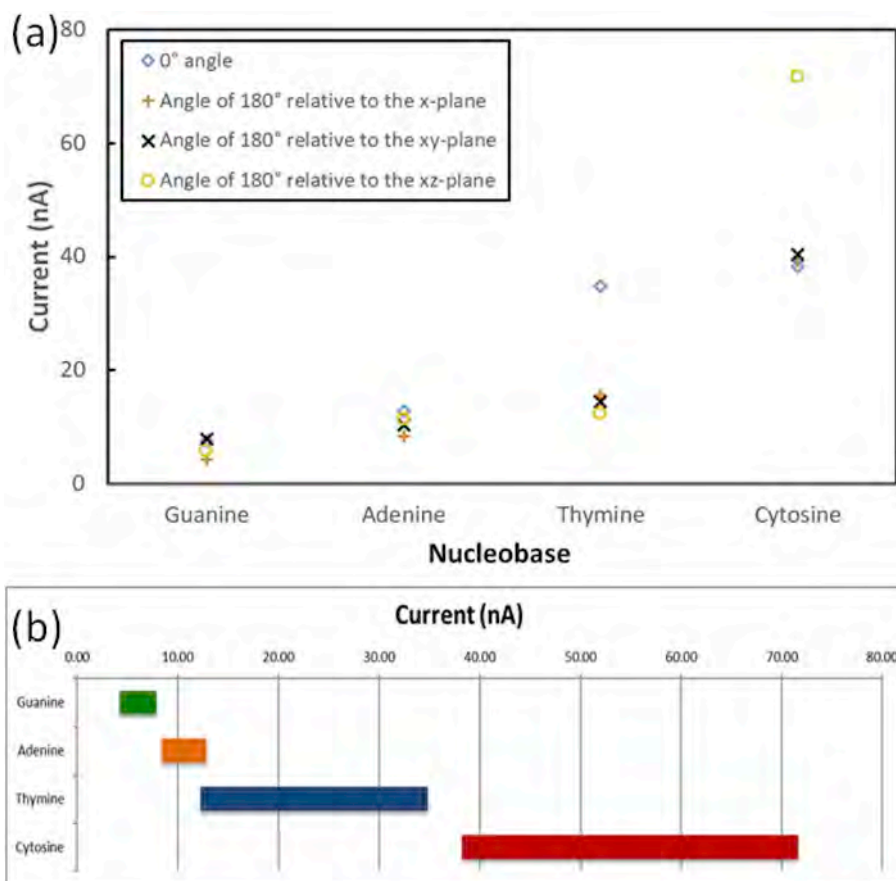 (a)
80
60
40
20
0
Current (nA)
0° angle
Angle of 180° relative to the x-plane
Angle of 180° relative to the xy-plane
Angle of 180° relative to the xz-plane
Guanine Adenine Thymine Cytosine
Nucleobase
(b)
Current (nA)
0.00 10.00 20.00 30.00 40.00 50.00 60.00 70.00 80.00
Guanine
Adenine
Thymine
Cytosine